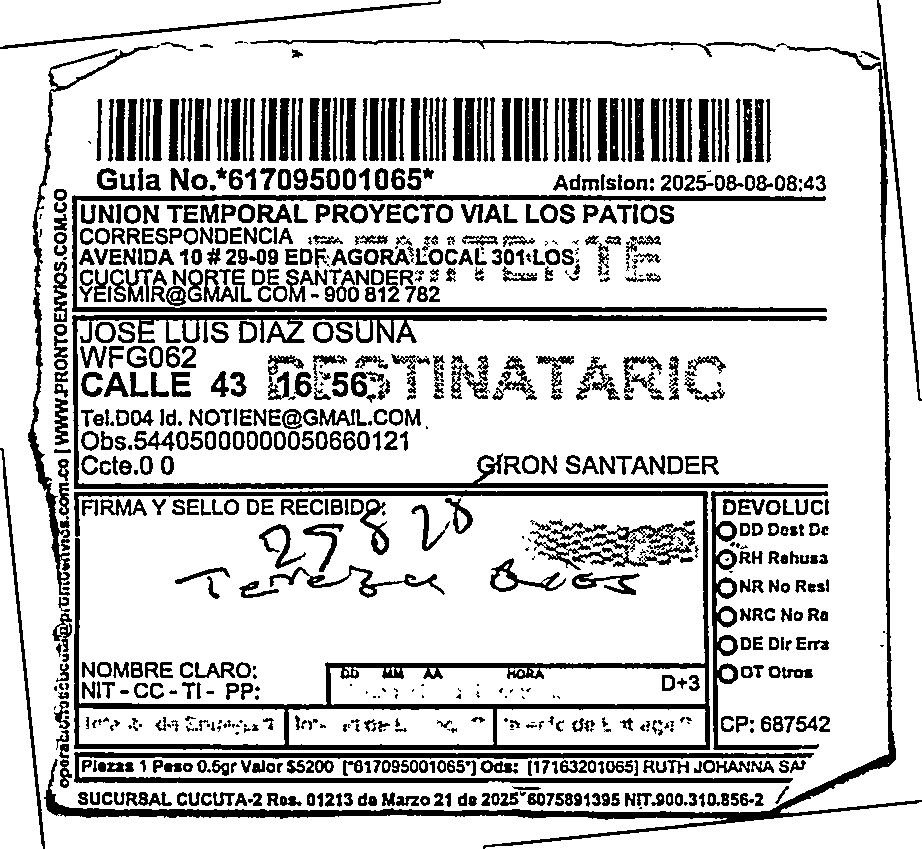 Guia No.*617095001065*
Admision: 2025-08-08-08:43
UNION TEMPORAL PROYECTO VIAL LOS PATIOS
CORRESPONDENCIA
REMITENTE
AVENIDA 10 # 29-09 EDF AGORA LOCAL 301 LOS
CUCUTA NORTE DE SANTANDER
YEISMIR@GMAIL COM - 900 812 782
JOSE LUIS DIAZ OSUNA
WFG062
CALLE 43 16 56
DESTINATARIO
Tel.D04 Id. NOTIENE@GMAIL.COM
Obs.54405000000050660121
Ccte.0 0
GIRON SANTANDER
FIRMA Y SELLO DE RECIBIDO:
NOMBRE CLARO:
NIT - CC - TI - PP:
DD MM AA HORA
D+3
DEVOLUCI
DD Dest De
RH Rehusa
NR No Resi
NRC No Re
DE Dir Erra
OT Otros
CP: 687542
Piezas 1 Peso 0.5gr Valor $5200 [*617095001065*] Ods: [17163201065] RUTH JOHANNA SAN
SUCURSAL CUCUTA-2 Res. 01213 de Marzo 21 de 2025 6075891395 NIT.900.310.856-2
operacionescucuta@prontoenvios.com.co | WWW.PRONTOENVIOS.COM.CO